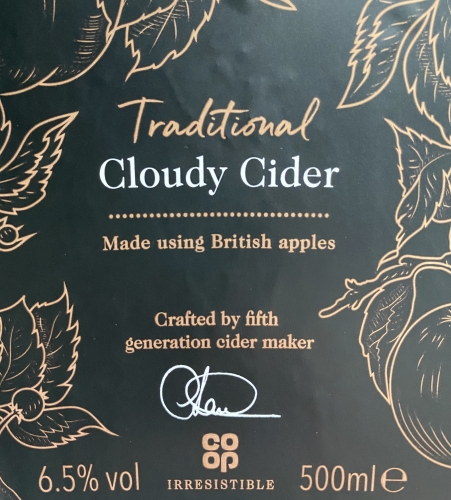 Traditional
Cloudy Cider
Made using British apples
Crafted by fifth
generation cider maker
CO
OP
IRRESISTIBLE
6.5% vol
500ml e